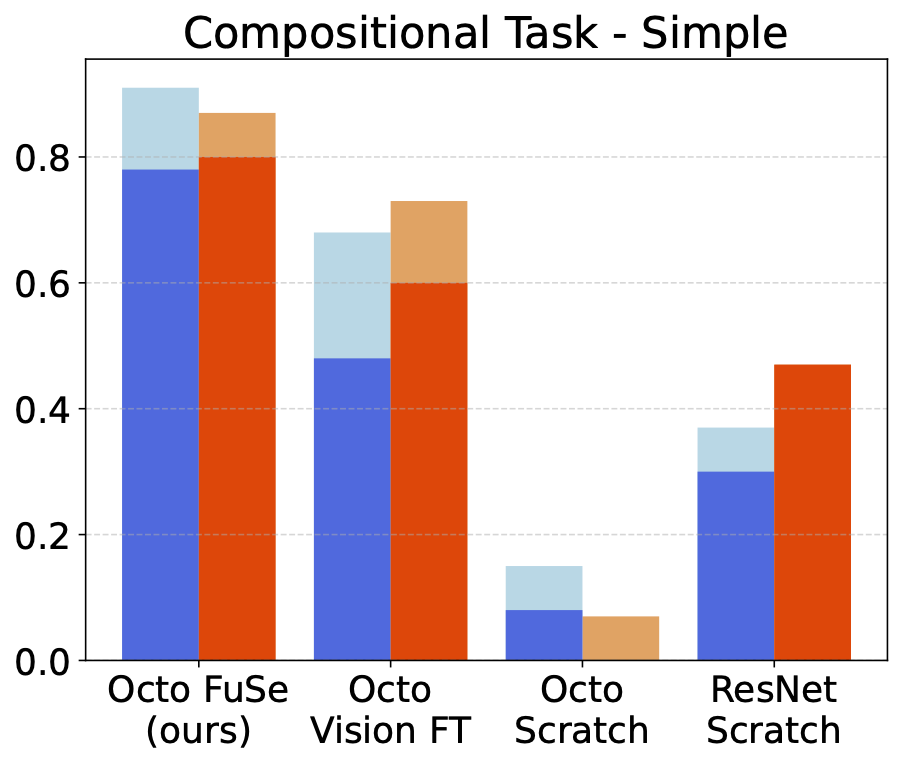 Compositional Task - Simple
0.8
0.6
0.4
0.2
0.0
Octo FuSe
(ours)
Octo
Vision FT
Octo
Scratch
ResNet
Scratch